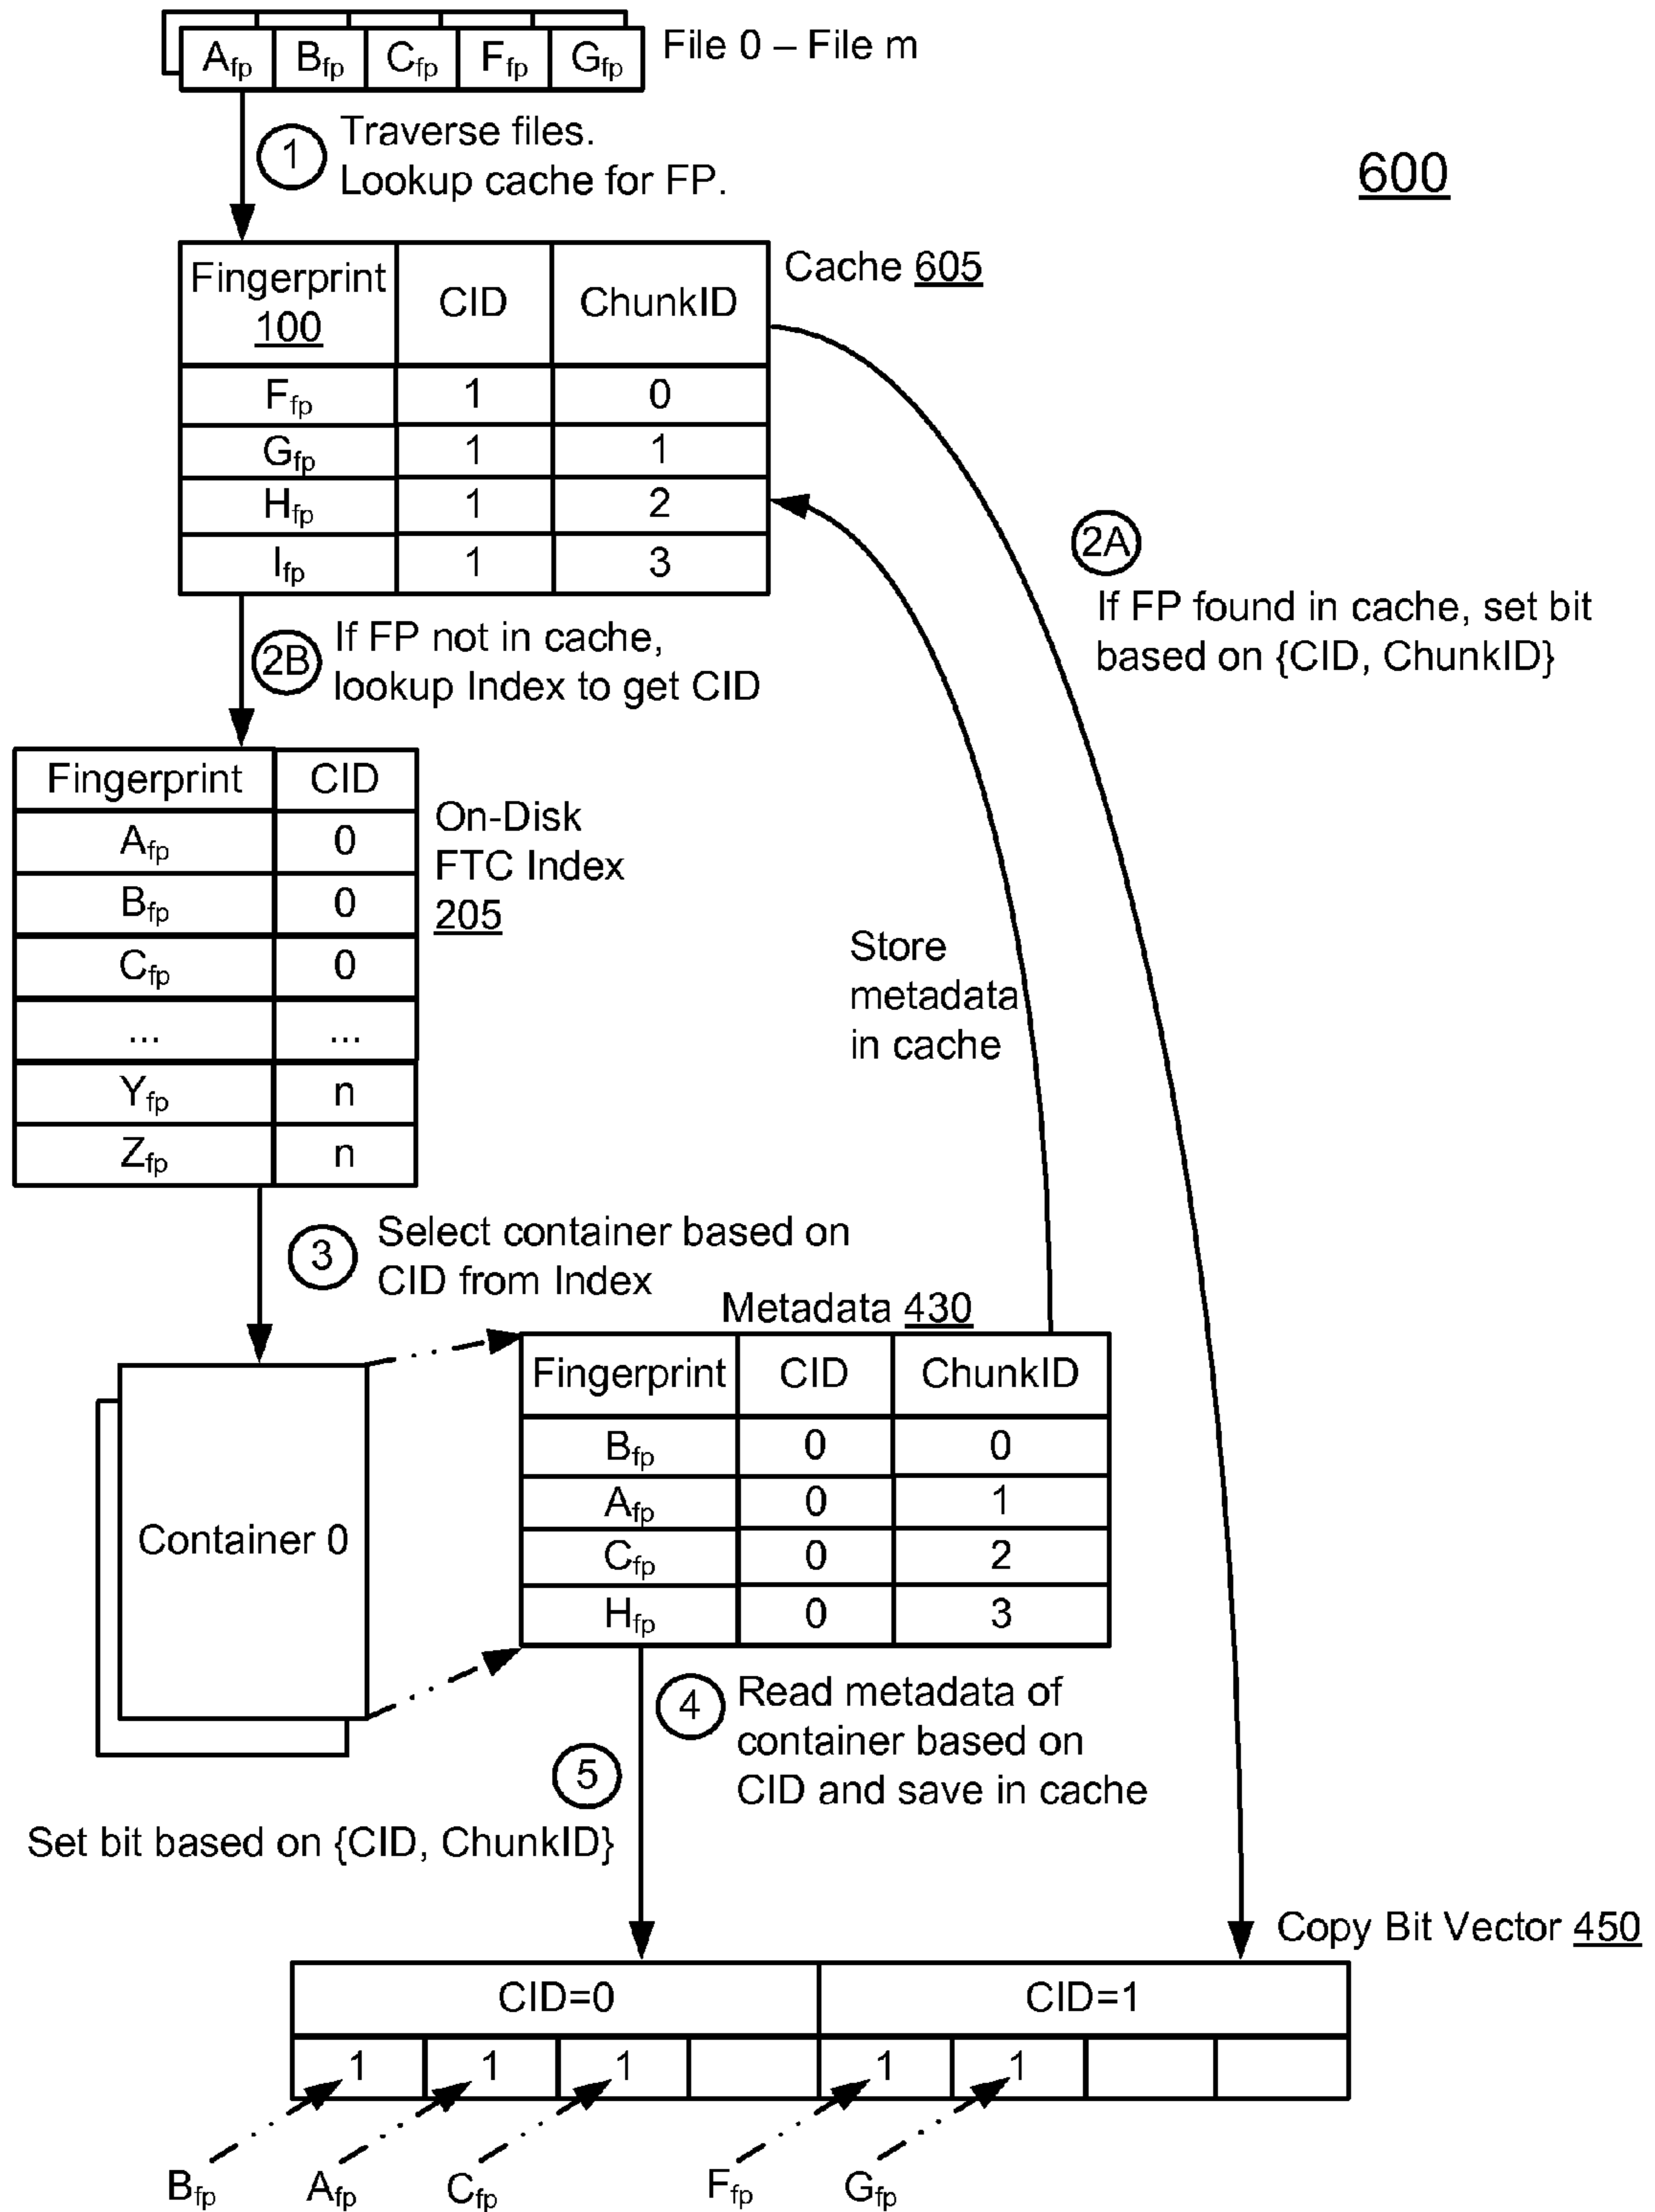 Afp Bfp Cfp Ffp Gfp File 0 – File m
1 Traverse files.
Lookup cache for FP.
600
Cache 605
Fingerprint 100 CID ChunkID
Ffp 1 0
Gfp 1 1
Hfp 1 2
Ifp 1 3
2A
If FP found in cache, set bit
based on {CID, ChunkID}
2B If FP not in cache,
lookup Index to get CID
Fingerprint CID
Afp 0
Bfp 0
Cfp 0
... ...
Yfp n
Zfp n
On-Disk
FTC Index
205
Store
metadata
in cache
3 Select container based on
CID from Index
Metadata 430
Fingerprint CID ChunkID
Bfp 0 0
Afp 0 1
Cfp 0 2
Hfp 0 3
Container 0
4 Read metadata of
container based on
CID and save in cache
5
Set bit based on {CID, ChunkID}
Copy Bit Vector 450
CID=0 CID=1
1 1 1 1 1
Bfp Afp Cfp Ffp Gfp